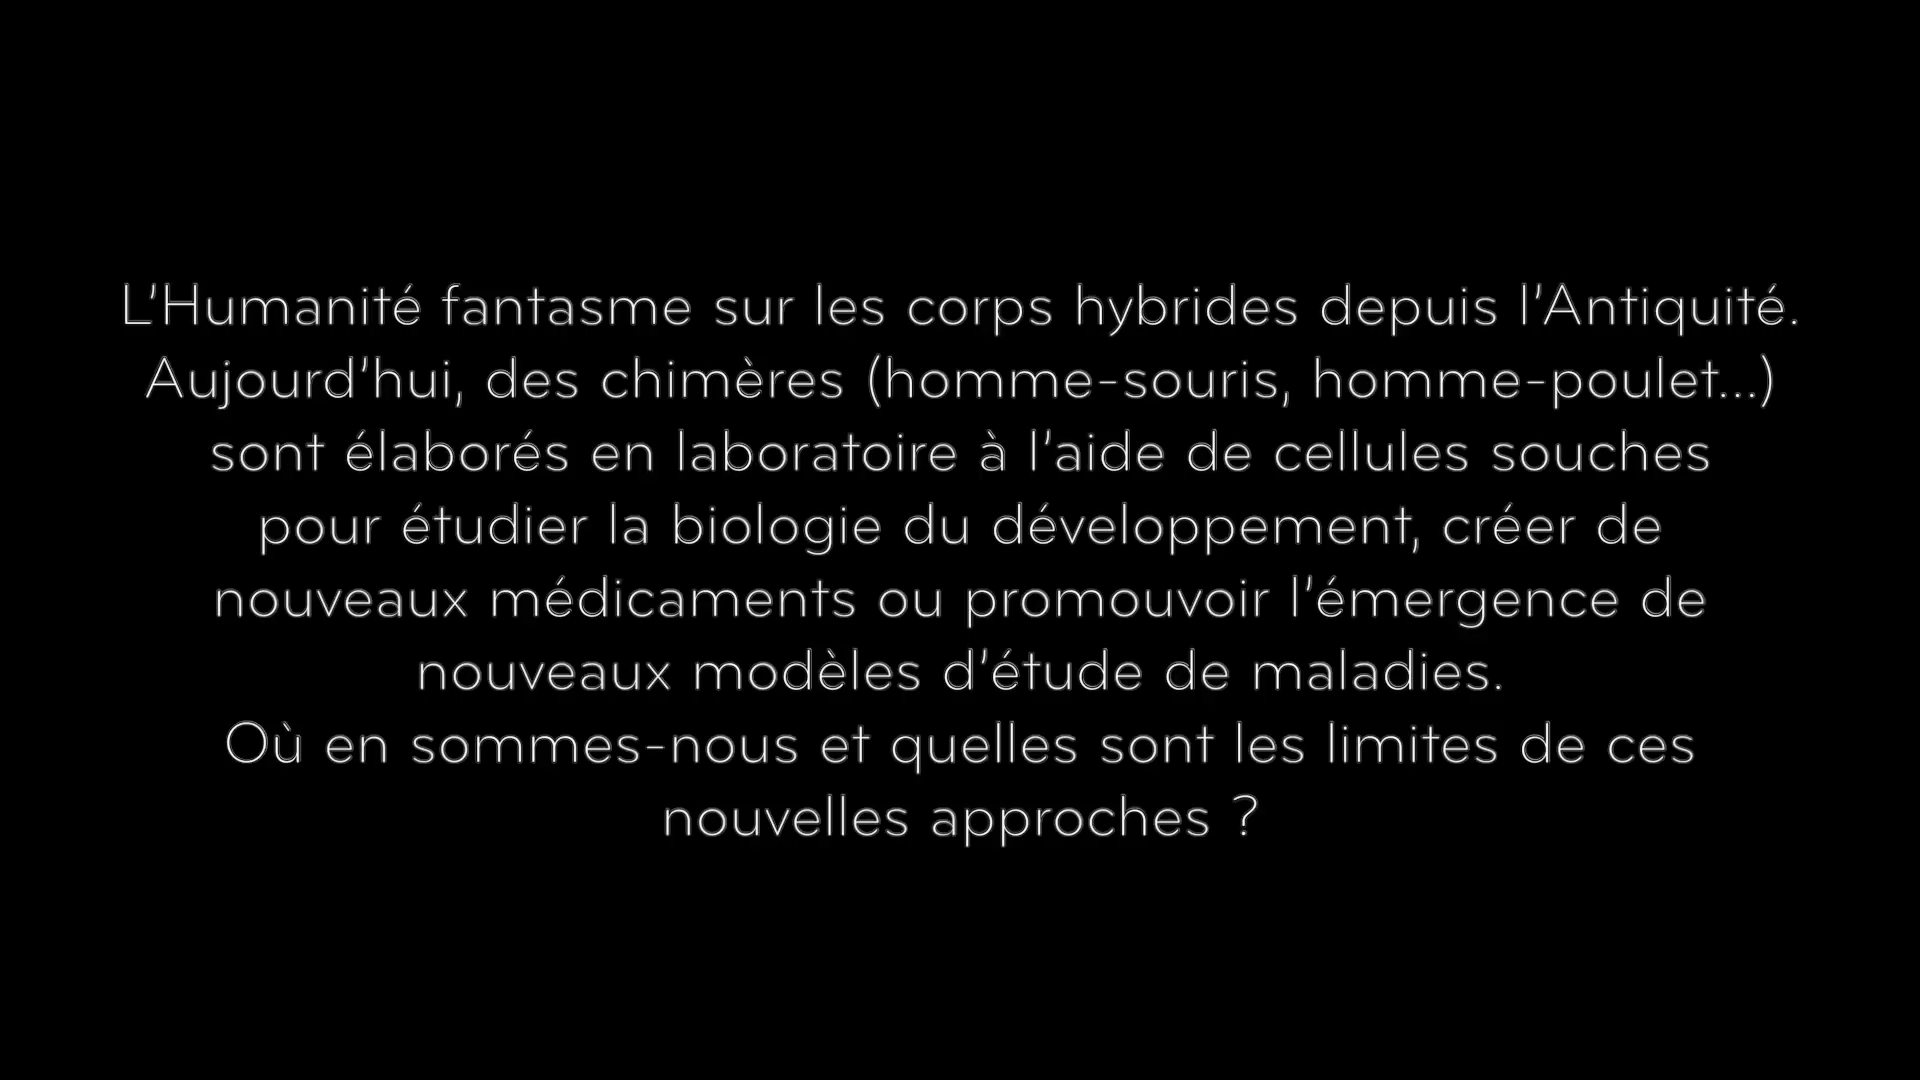 L'Humanité fantasme sur les corps hybrides depuis l'Antiquité.
Aujourd'hui, des chimères (homme-souris, homme-poulet...)
sont élaborés en laboratoire à l'aide de cellules souches
pour étudier la biologie du développement, créer de
nouveaux médicaments ou promouvoir l'émergence de
nouveaux modèles d'étude de maladies.
Où en sommes-nous et quelles sont les limites de ces
nouvelles approches ?